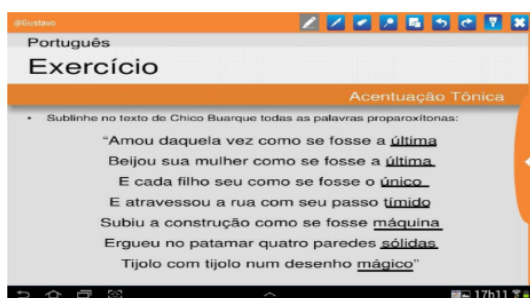 @Gustavo
Português
Exercício
Acentuação Tônica
• Sublinhe no texto de Chico Buarque todas as palavras proparoxítonas:
“Amou daquela vez como se fosse a última
Beijou sua mulher como se fosse a última
E cada filho seu como se fosse o único
E atravessou a rua com seu passo tímido
Subiu a construção como se fosse máquina
Ergueu no patamar quatro paredes sólidas
Tijolo com tijolo num desenho mágico”
17h11